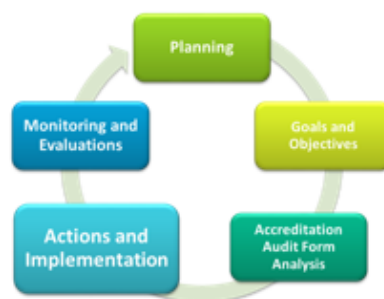 Planning
Goals and
Objectives
Accreditation
Audit Form
Analysis
Actions and
Implementation
Monitoring and
Evaluations